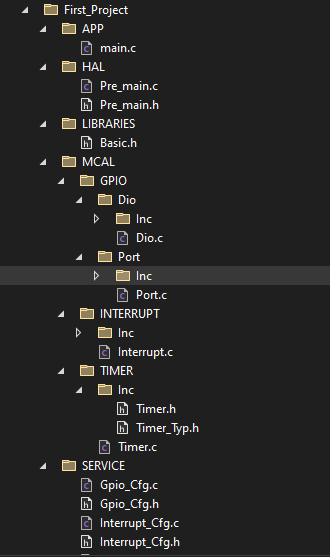 First_Project
APP
main.c
HAL
Pre_main.c
Pre_main.h
LIBRARIES
Basic.h
MCAL
GPIO
Dio
Inc
Dio.c
Port
Inc
Port.c
INTERRUPT
Inc
Interrupt.c
TIMER
Inc
Timer.h
Timer_Typ.h
Timer.c
SERVICE
Gpio_Cfg.c
Gpio_Cfg.h
Interrupt_Cfg.c
Interrupt_Cfg.h